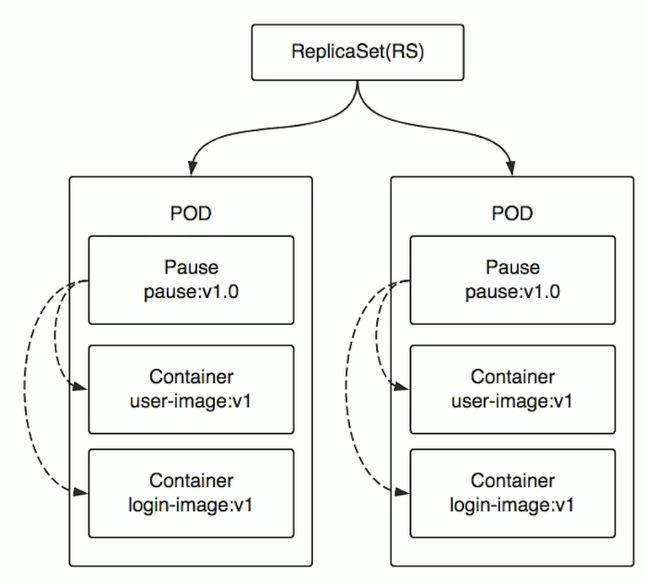 ReplicaSet(RS)
POD
Pause
pause:v1.0
Container
user-image:v1
Container
login-image:v1
POD
Pause
pause:v1.0
Container
user-image:v1
Container
login-image:v1